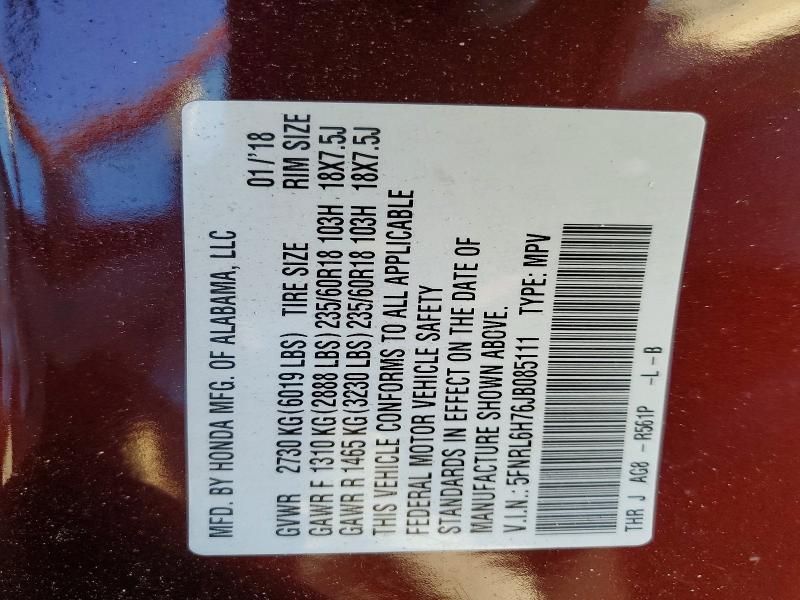 MFD. BY HONDA MFG. OF ALABAMA, LLC 01/'18
GVWR 2730 KG(6019 LBS) TIRE SIZE RIM SIZE
GAWR F 1310 KG(2888 LBS)235/60R18 103H 18X7.5J
GAWR R 1465 KG(3230 LBS)235/60R18 103H 18X7.5J
THIS VEHICLE CONFORMS TO ALL APPLICABLE
FEDERAL MOTOR VEHICLE SAFETY
STANDARDS IN EFFECT ON THE DATE OF
MANUFACTURE SHOWN ABOVE.
V.I.N.:5FNRL6H76JB085111 TYPE: MPV
THR J AG8 -R561P -L-B